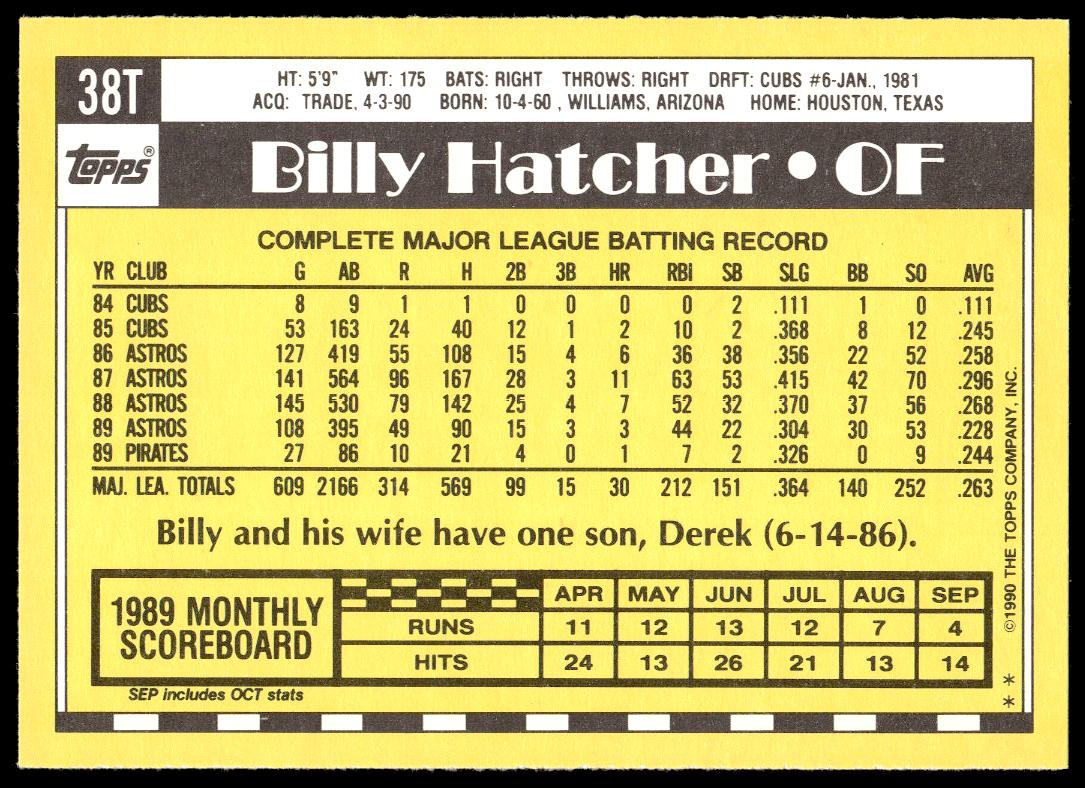 38T
HT: 5'9" WT: 175 BATS: RIGHT THROWS: RIGHT DRFT: CUBS #6-JAN., 1981
ACQ: TRADE, 4-3-90 BORN: 10-4-60 , WILLIAMS, ARIZONA HOME: HOUSTON, TEXAS
topps®
Billy Hatcher • OF
COMPLETE MAJOR LEAGUE BATTING RECORD
YR CLUB G AB R H 2B 3B HR RBI SB SLG BB SO AVG
84 CUBS 8 9 1 1 0 0 0 0 2 .111 1 0 .111
85 CUBS 53 163 24 40 12 1 2 10 2 .368 8 12 .245
86 ASTROS 127 419 55 108 15 4 6 36 38 .356 22 52 .258
87 ASTROS 141 564 96 167 28 3 11 63 53 .415 42 70 .296
88 ASTROS 145 530 79 142 25 4 7 52 32 .370 37 56 .268
89 ASTROS 108 395 49 90 15 3 3 44 22 .304 30 53 .228
89 PIRATES 27 86 10 21 4 0 1 7 2 .326 0 9 .244
MAJ. LEA. TOTALS 609 2166 314 569 99 15 30 212 151 .364 140 252 .263
Billy and his wife have one son, Derek (6-14-86).
1989 MONTHLY
SCOREBOARD
APR MAY JUN JUL AUG SEP
RUNS 11 12 13 12 7 4
HITS 24 13 26 21 13 14
SEP includes OCT stats
* * ©1990 THE TOPPS COMPANY, INC.